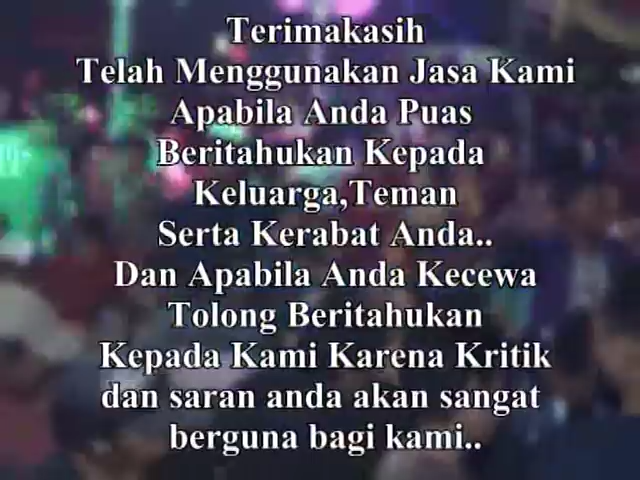 Terimakasih
Telah Menggunakan Jasa Kami
Apabila Anda Puas
Beritahukan Kepada
Keluarga,Teman
Serta Kerabat Anda..
Dan Apabila Anda Kecewa
Tolong Beritahukan
Kepada Kami Karena Kritik
dan saran anda akan sangat
berguna bagi kami..